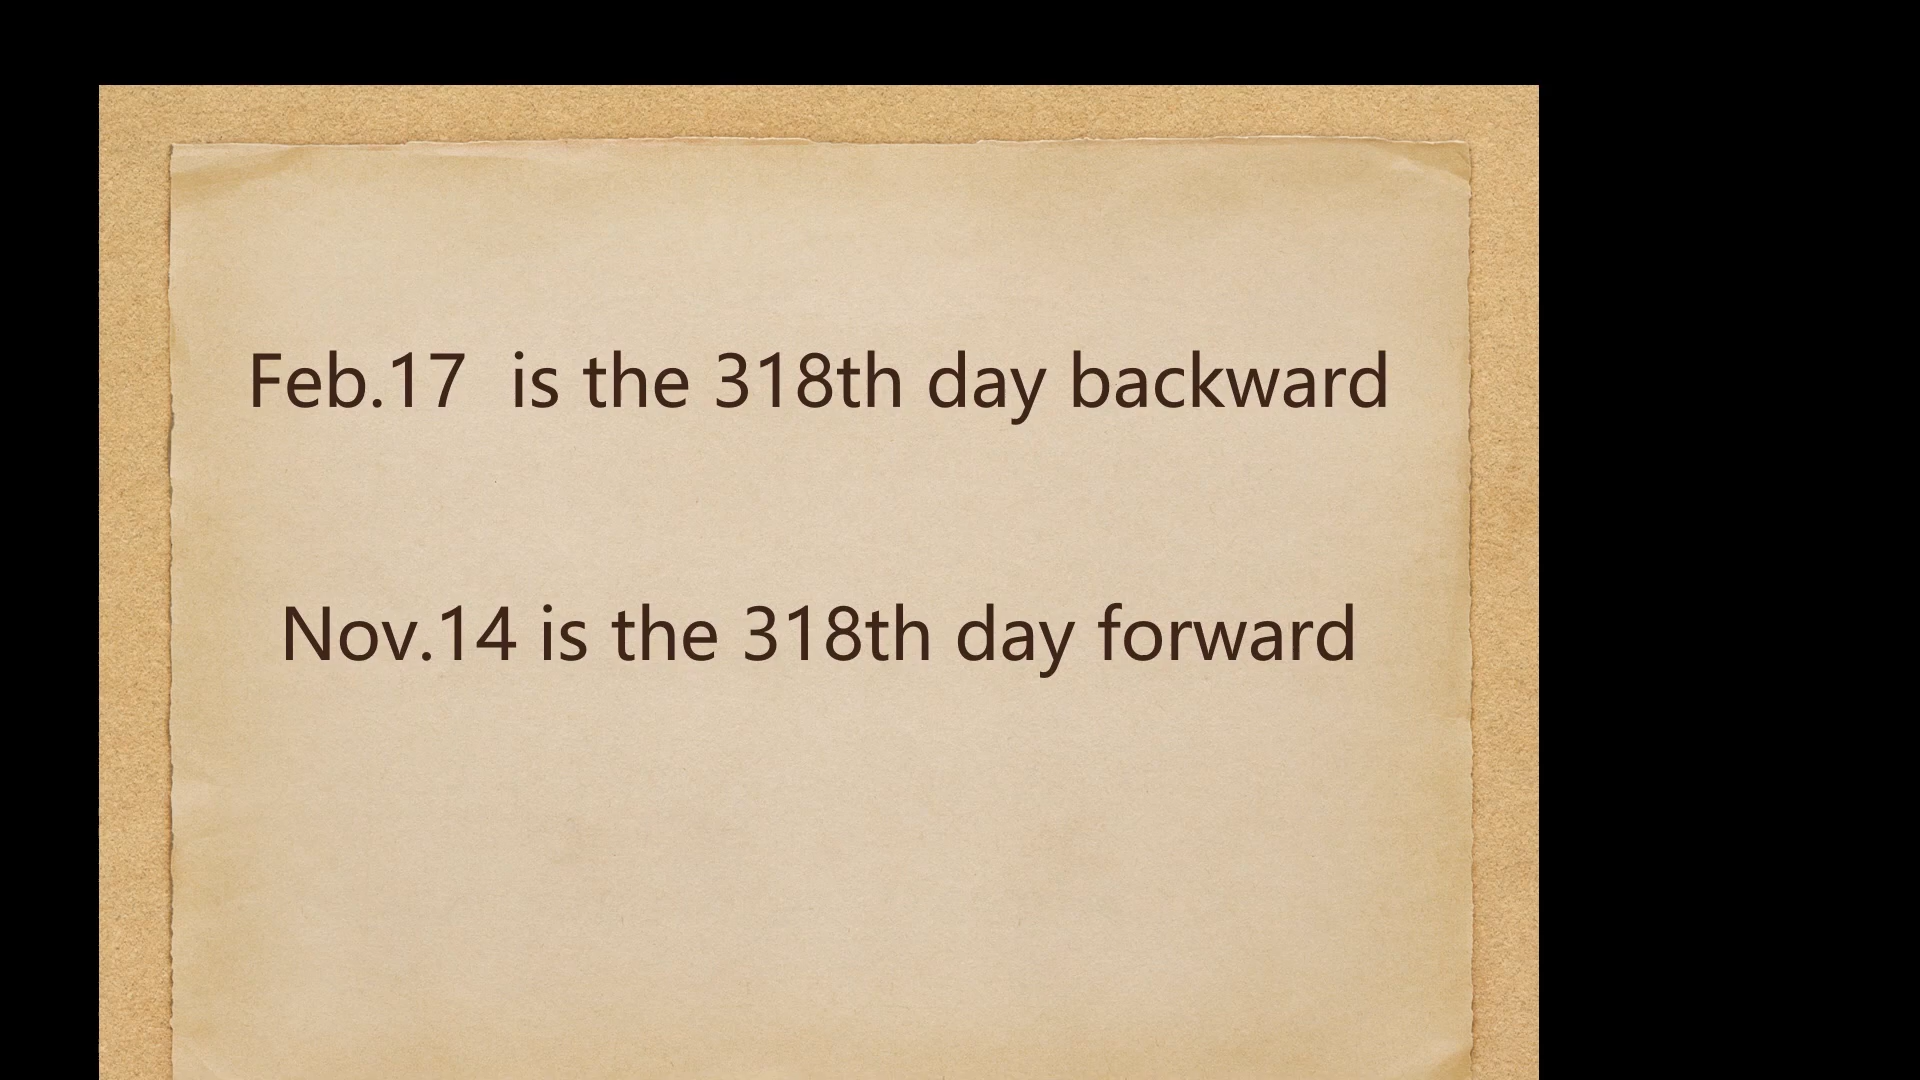 Feb.17  is the 318th day backward
Nov.14 is the 318th day forward